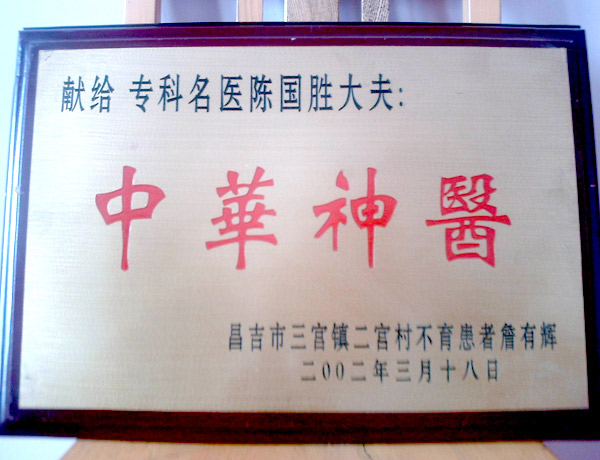 献给 专科名医陈国胜大夫:
中華神醫
昌吉市三宫镇二宫村不育患者詹有辉
二00二年三月十八日